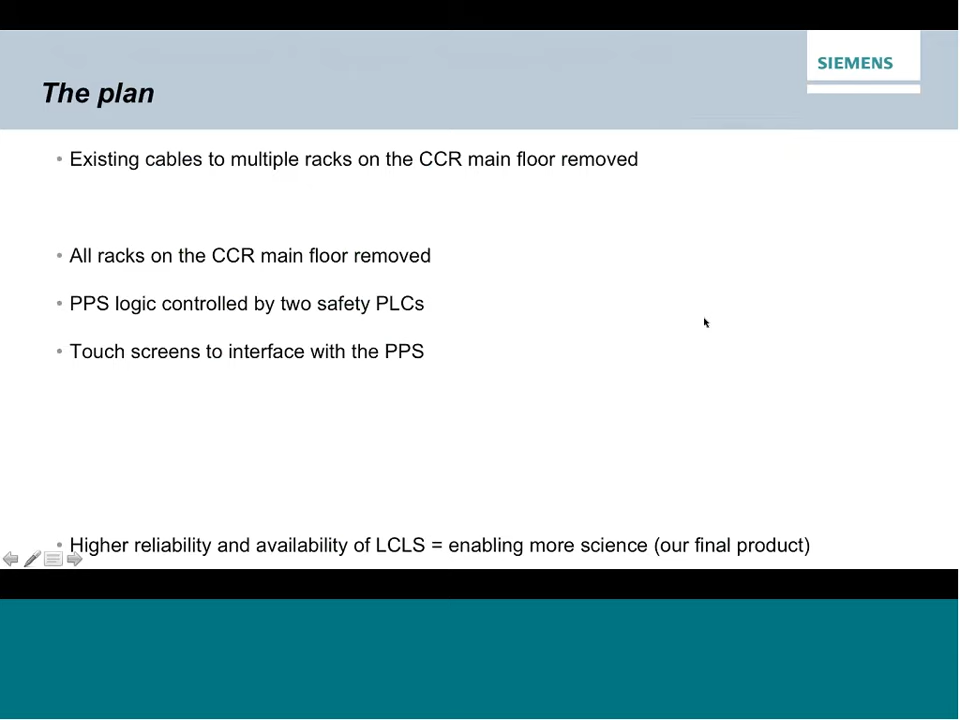 SIEMENS
The plan
• Existing cables to multiple racks on the CCR main floor removed
• All racks on the CCR main floor removed
• PPS logic controlled by two safety PLCs
• Touch screens to interface with the PPS
• Higher reliability and availability of LCLS = enabling more science (our final product)